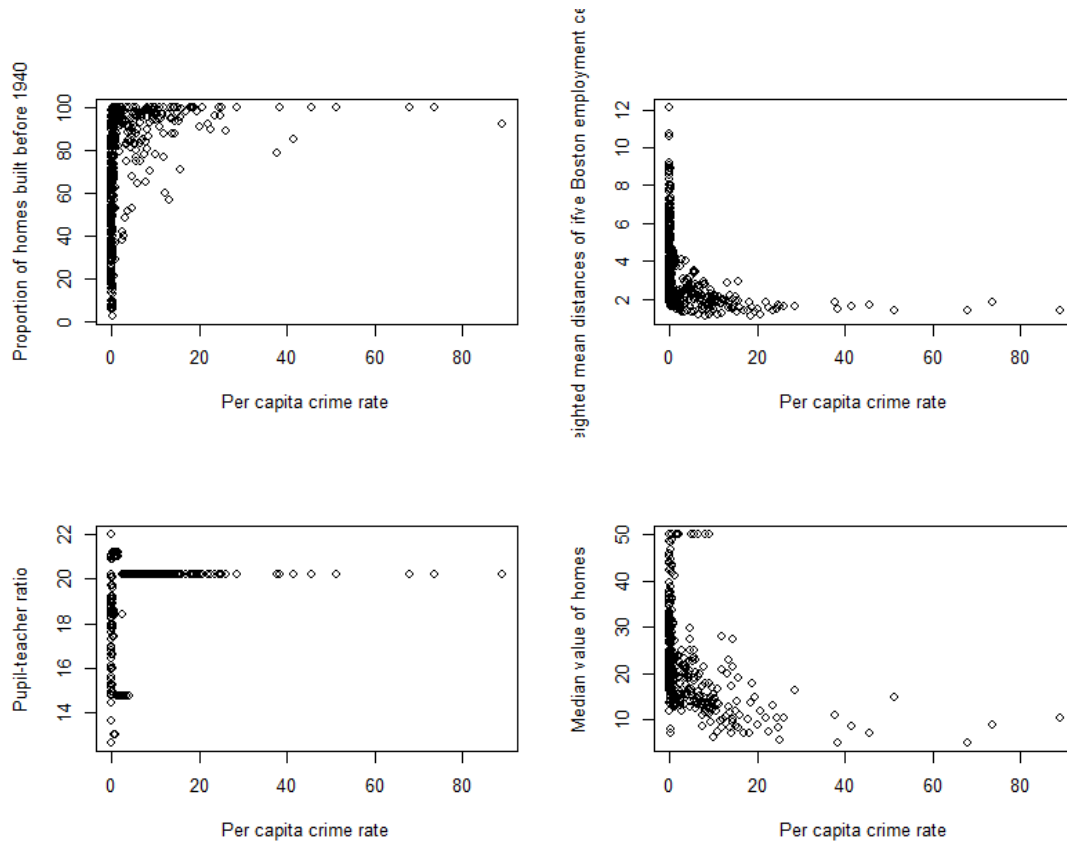 Proportion of homes built before 1940
0
20
40
60
80
100
0 20 40 60 80
Per capita crime rate
eighted mean distances of ifve Boston employment ce
2
4
6
8
10
12
0 20 40 60 80
Per capita crime rate
Pupil-teacher ratio
14
16
18
20
22
0 20 40 60 80
Per capita crime rate
Median value of homes
10
20
30
40
50
0 20 40 60 80
Per capita crime rate